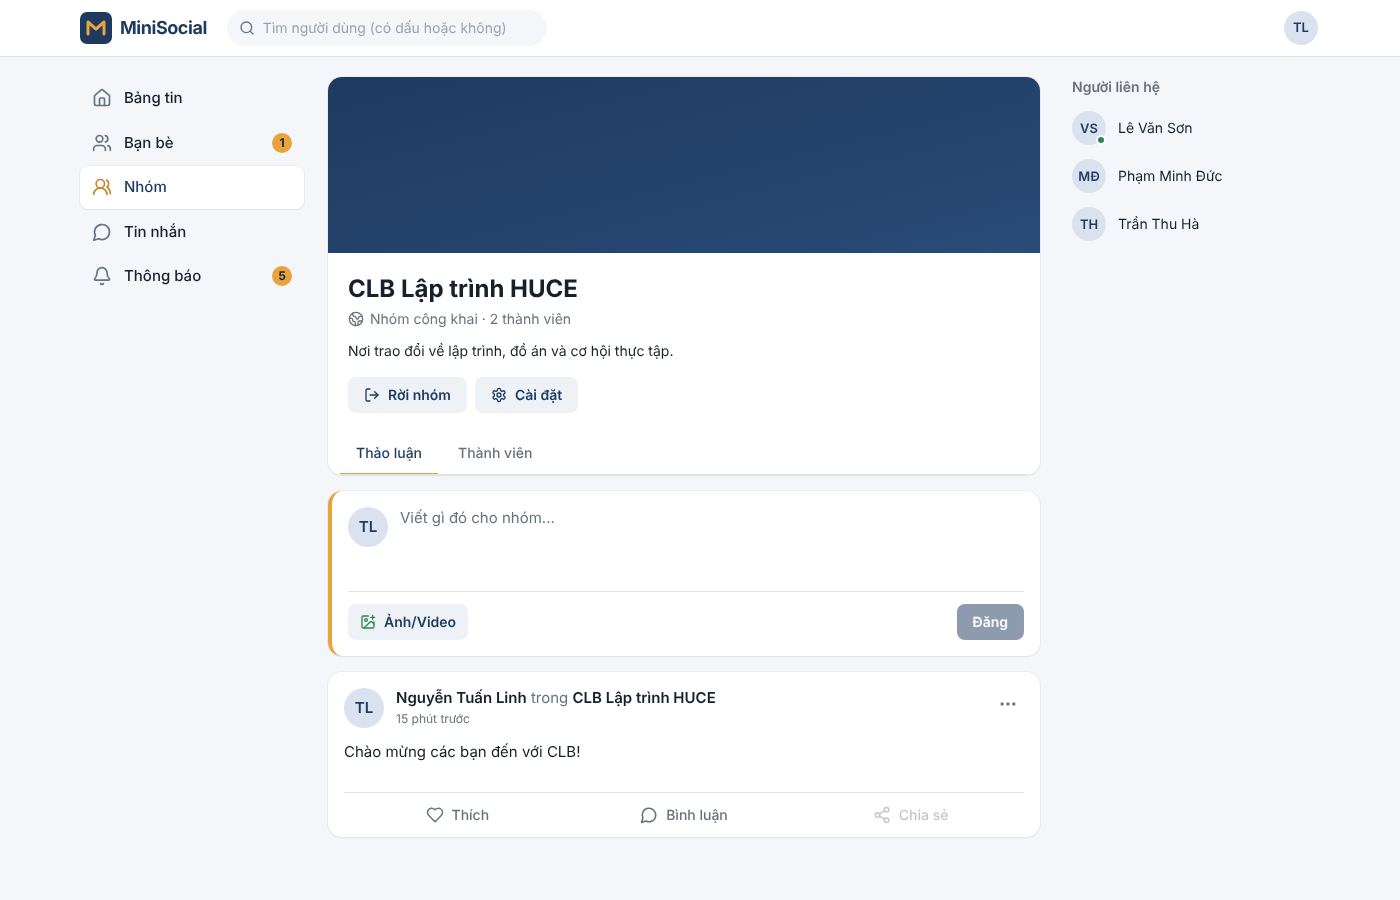 MiniSocial
Tìm người dùng (có dấu hoặc không)
TL
Bảng tin
Bạn bè
1
Nhóm
Tin nhắn
Thông báo
5
CLB Lập trình HUCE
Nhóm công khai · 2 thành viên
Nơi trao đổi về lập trình, đồ án và cơ hội thực tập.
Rời nhóm
Cài đặt
Thảo luận
Thành viên
TL
Viết gì đó cho nhóm...
Ảnh/Video
Đăng
TL
Nguyễn Tuấn Linh trong CLB Lập trình HUCE
15 phút trước
Chào mừng các bạn đến với CLB!
Thích
Bình luận
Chia sẻ
Người liên hệ
VS
Lê Văn Sơn
MĐ
Phạm Minh Đức
TH
Trần Thu Hà